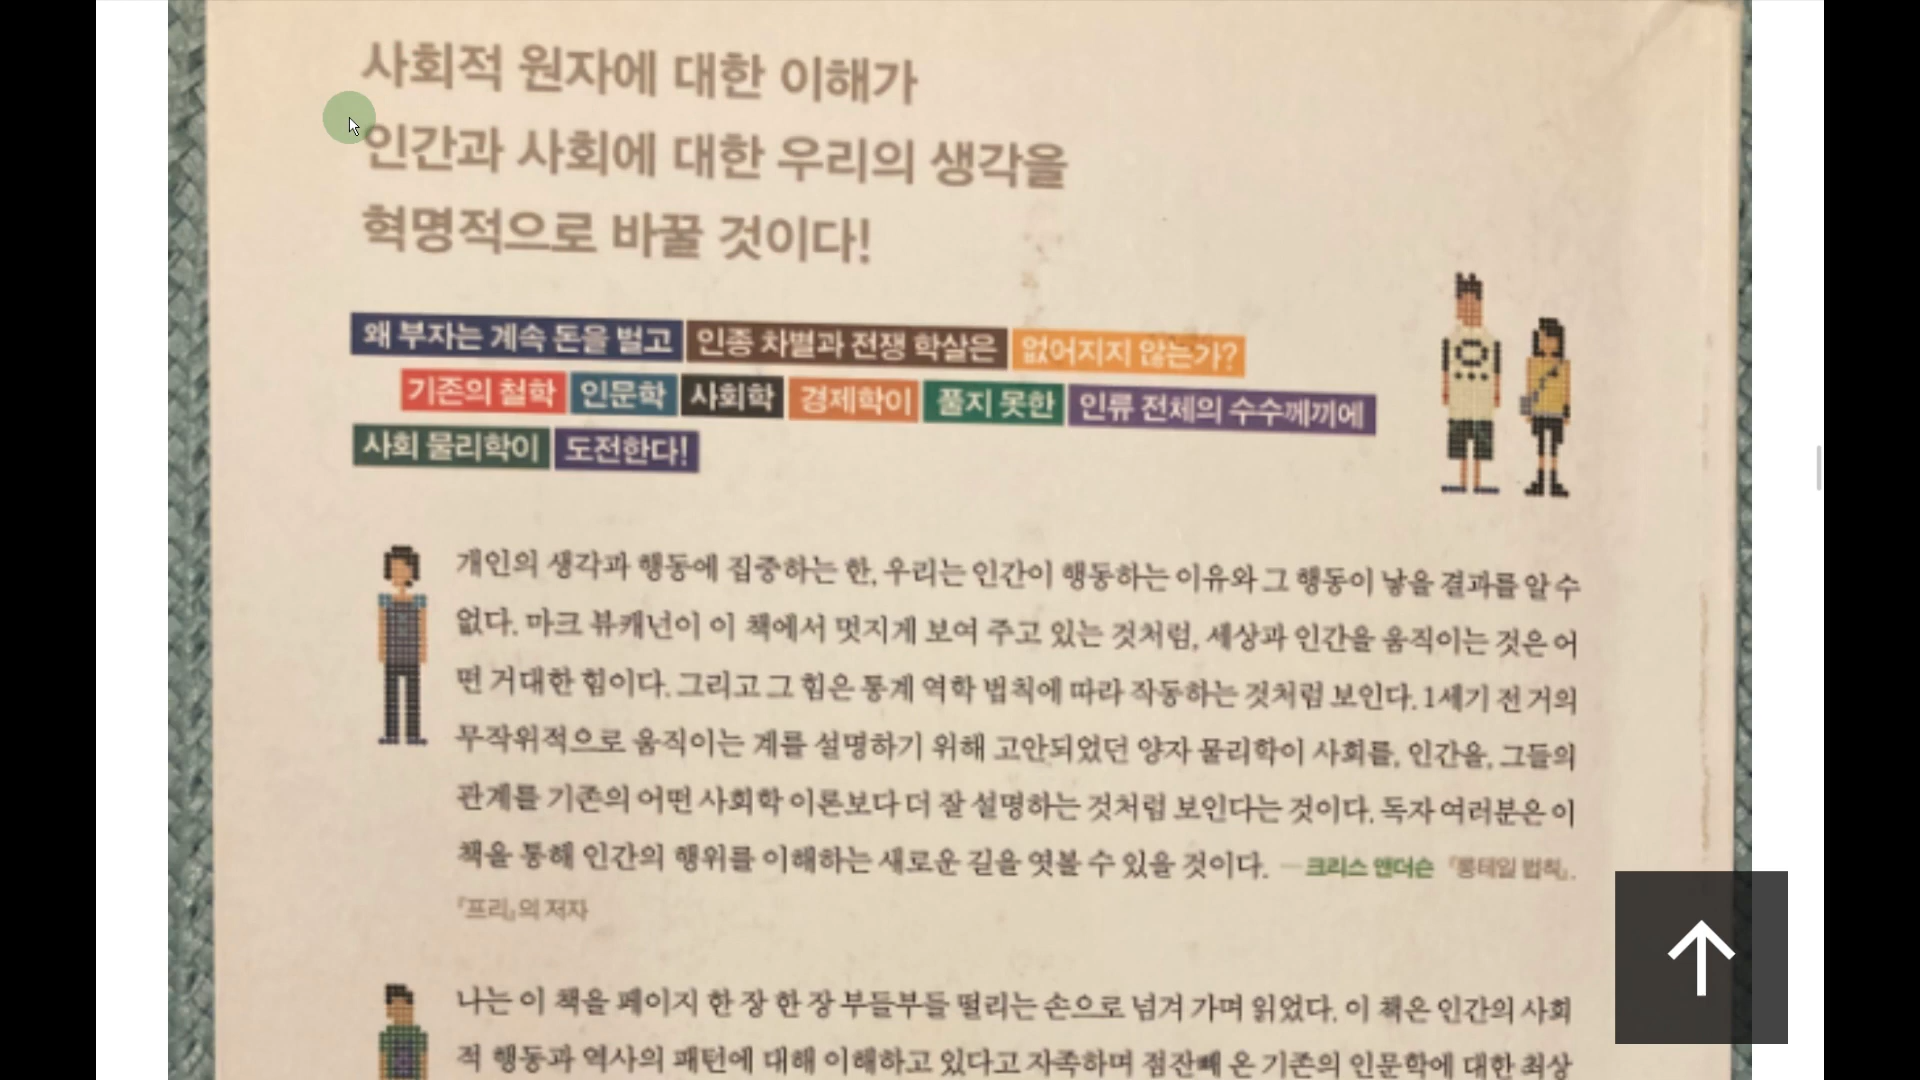 사회적 원자에 대한 이해가
인간과 사회에 대한 우리의 생각을
혁명적으로 바꿀 것이다!
왜 부자는 계속 돈을 벌고 인종 차별과 전쟁 학살은 없어지지 않는가?
기존의 철학 인문학 사회학 경제학이 풀지 못한 인류 전체의 수수께끼에
사회 물리학이 도전한다!
개인의 생각과 행동에 집중하는 한, 우리는 인간이 행동하는 이유와 그 행동이 낳을 결과를 알 수
없다. 마크 뷰캐넌이 이 책에서 멋지게 보여 주고 있는 것처럼, 세상과 인간을 움직이는 것은 어
떤 거대한 힘이다. 그리고 그 힘은 통계 역학 법칙에 따라 작동하는 것처럼 보인다. 1세기 전 거의
무작위적으로 움직이는 계를 설명하기 위해 고안되었던 양자 물리학이 사회를, 인간을, 그들의
관계를 기존의 어떤 사회학 이론보다 더 잘 설명하는 것처럼 보인다는 것이다. 독자 여러분은 이
책을 통해 인간의 행위를 이해하는 새로운 길을 엿볼 수 있을 것이다. — 크리스 앤더슨 『롱테일 법칙』,
『프리』의 저자
나는 이 책을 페이지 한 장 한 장 부들부들 떨리는 손으로 넘겨 가며 읽었다. 이 책은 인간의 사회
적 행동과 역사의 패턴에 대해 이해하고 있다고 자족하며 점잔빼 온 기존의 인문학에 대한 최상